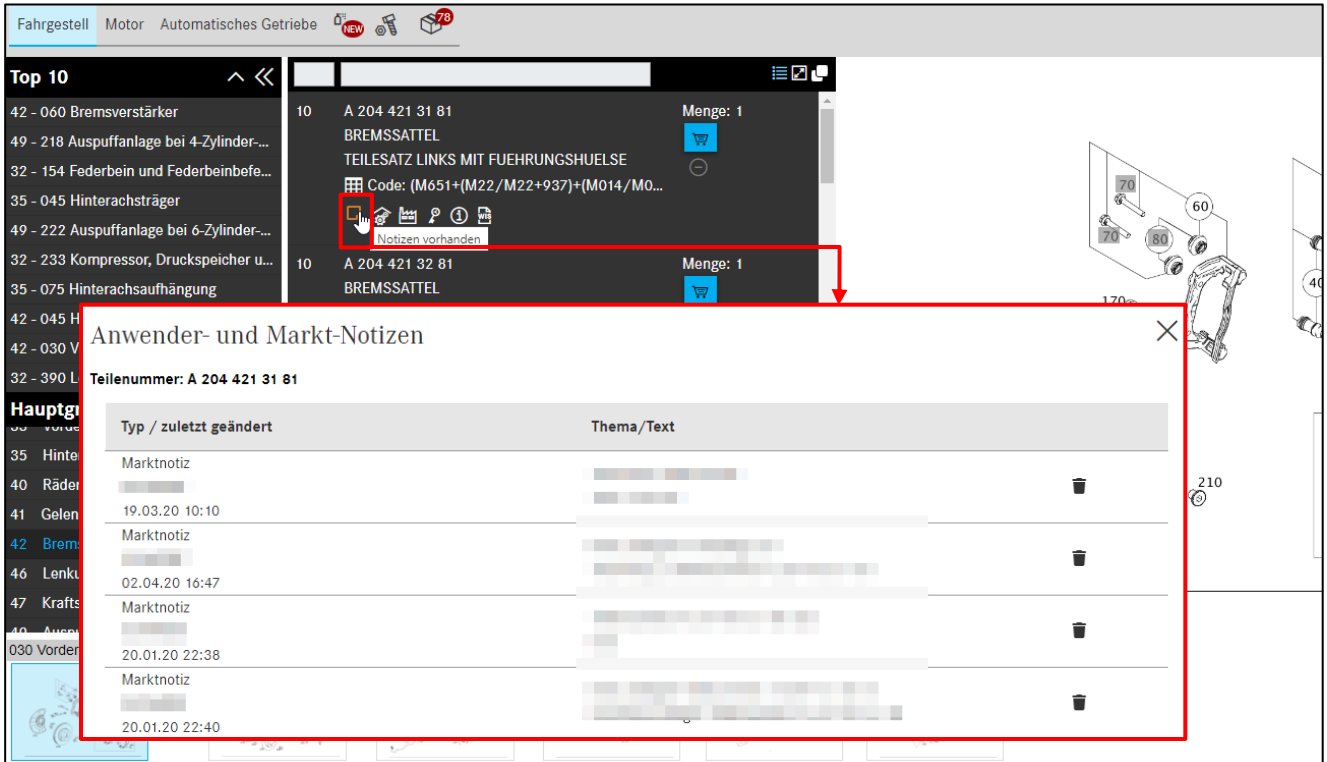 Fahrgestell Motor Automatisches Getriebe NEW 78
Top 10
42 - 060 Bremsverstärker
49 - 218 Auspuffanlage bei 4-Zylinder-...
32 - 154 Federbein und Federbeinbefe...
35 - 045 Hinterachsträger
49 - 222 Auspuffanlage bei 6-Zylinder-...
32 - 233 Kompressor, Druckspeicher u...
35 - 075 Hinterachsaufhängung
42 - 045 H
42 - 030 V
32 - 390 L
Hauptg
35 Hinte
40 Räder
41 Gelen
42 Brems
46 Lenku
47 Krafts
030 Vorder
10 A 204 421 31 81 Menge: 1
BREMSSATTEL
TEILESATZ LINKS MIT FUEHRUNGSHUELSE
Code: (M651+(M22/M22+937)+(M014/M0...
WIS
Notizen vorhanden
10 A 204 421 32 81 Menge: 1
BREMSSATTEL
70
60
70
80
40
170
210
Anwender- und Markt-Notizen
Teilenummer: A 204 421 31 81
Typ / zuletzt geändert Thema/Text
Marktnotiz
19.03.20 10:10
Marktnotiz
02.04.20 16:47
Marktnotiz
20.01.20 22:38
Marktnotiz
20.01.20 22:40